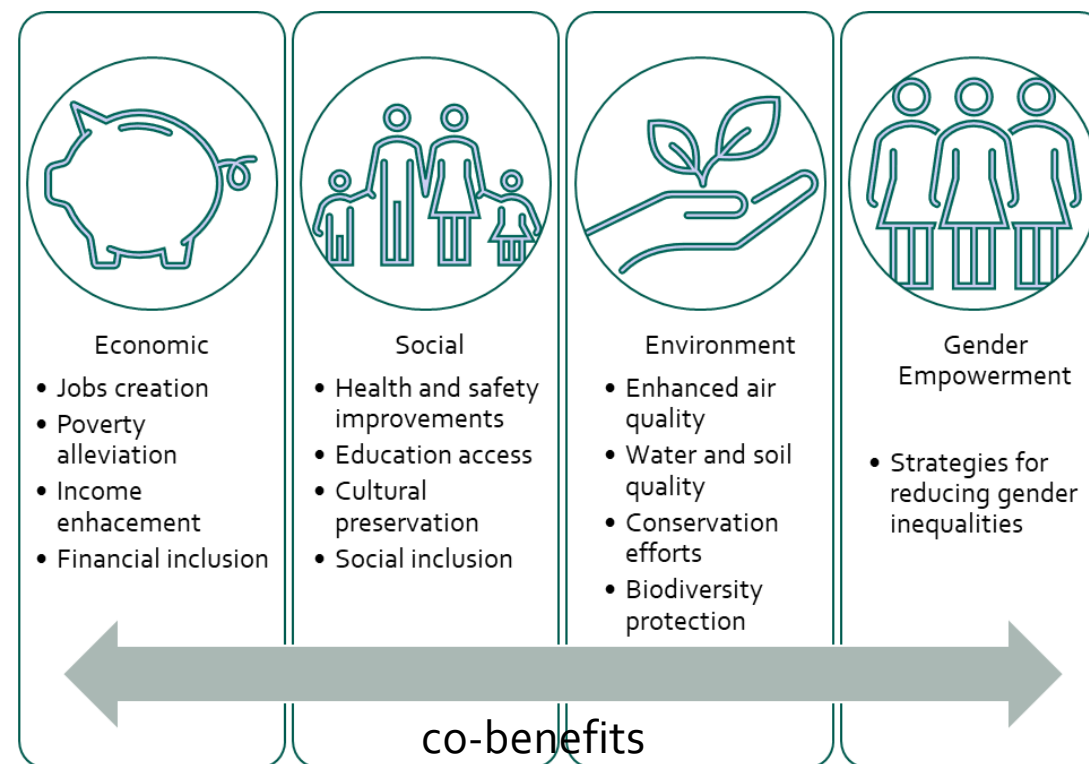 Economic
• Jobs creation
• Poverty
alleviation
• Income
enhacement
• Financial inclusion
Social
• Health and safety
improvements
• Education access
• Cultural
preservation
• Social inclusion
Environment
• Enhanced air
quality
• Water and soil
quality
• Conservation
efforts
• Biodiversity
protection
Gender
Empowerment
• Strategies for
reducing gender
inequalities
co-benefits